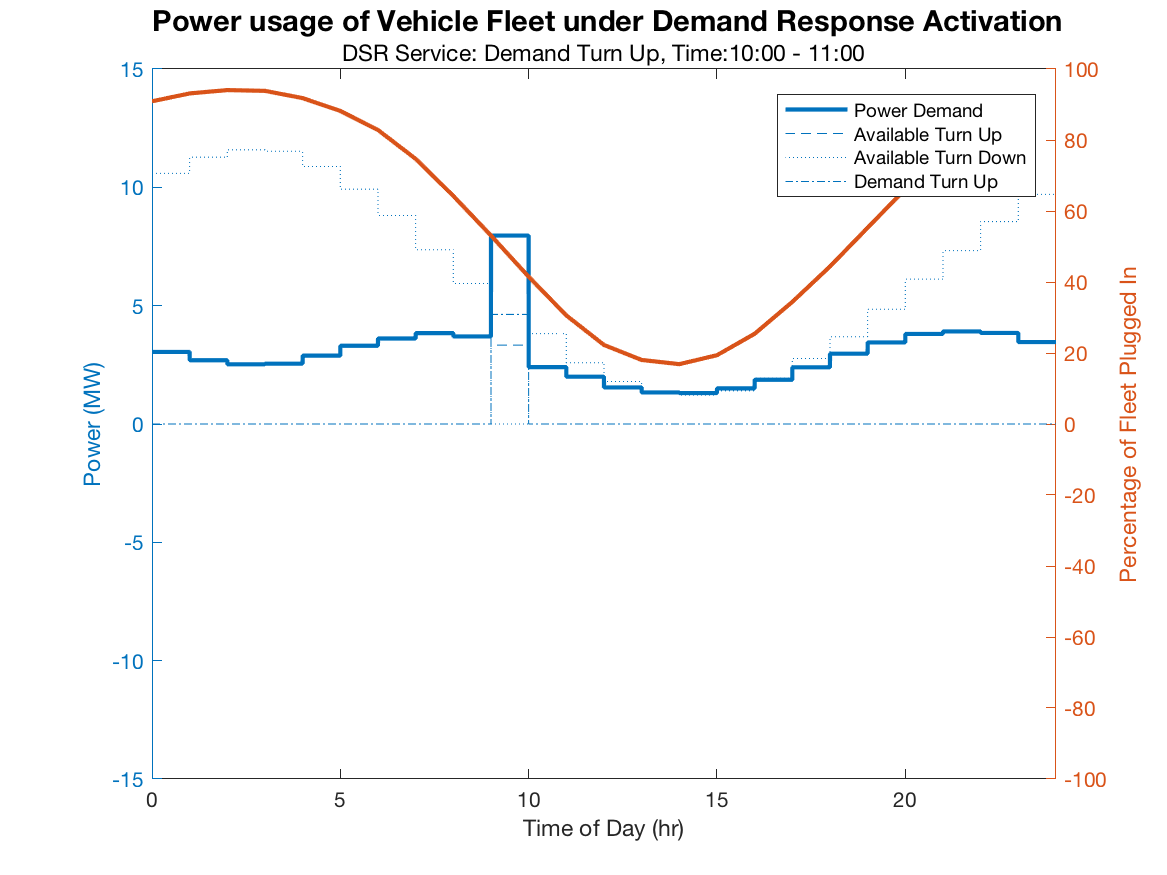 Power usage of Vehicle Fleet under Demand Response Activation
DSR Service: Demand Turn Up, Time:10:00 - 11:00
15
10
5
0
-5
-10
-15
Power (MW)
100
80
60
40
20
0
-20
-40
-60
-80
-100
Percentage of Fleet Plugged In
Power Demand
Available Turn Up
Available Turn Down
Demand Turn Up
0 5 10 15 20
Time of Day (hr)